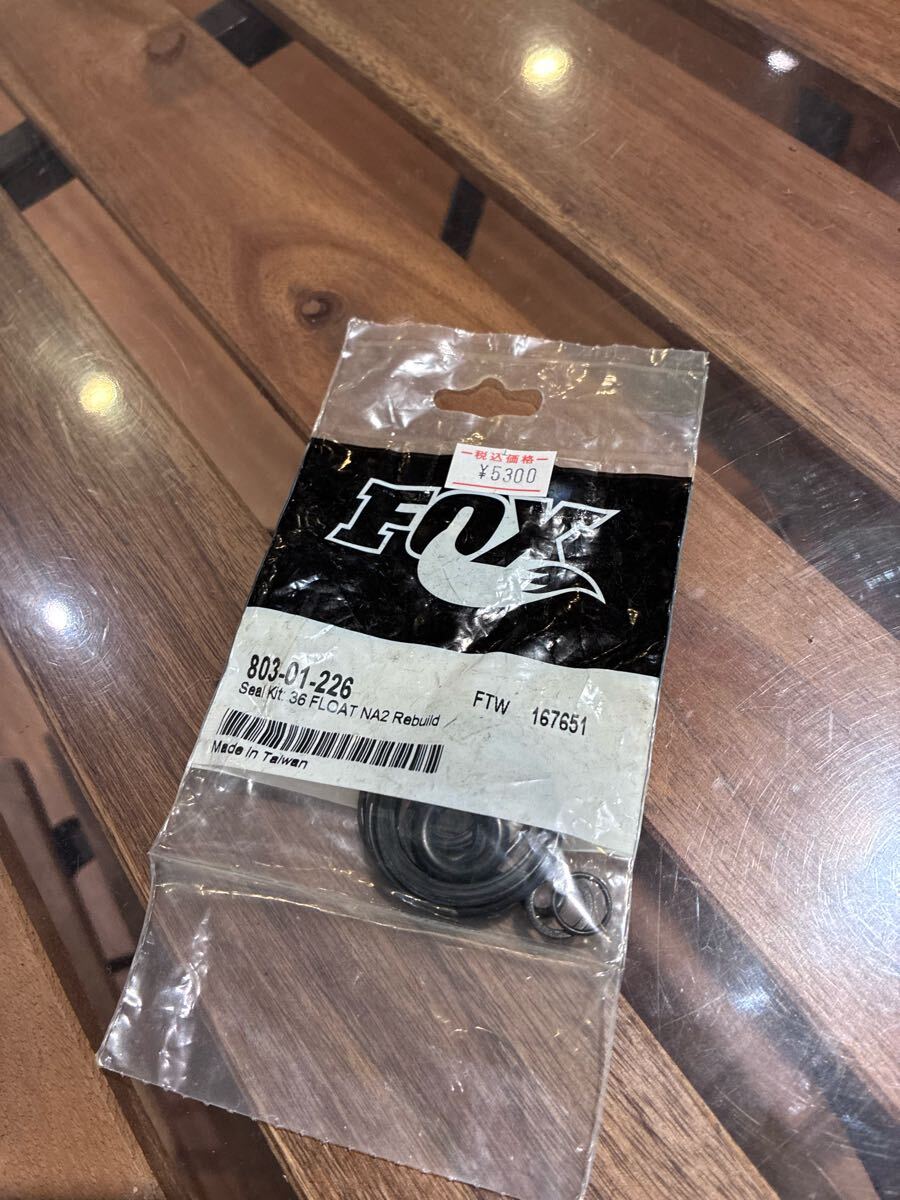 税込価格
¥5300
FOX
803-01-226
Seal Kit: 36 FLOAT NA2 Rebuild
FTW 167651
Made in Taiwan